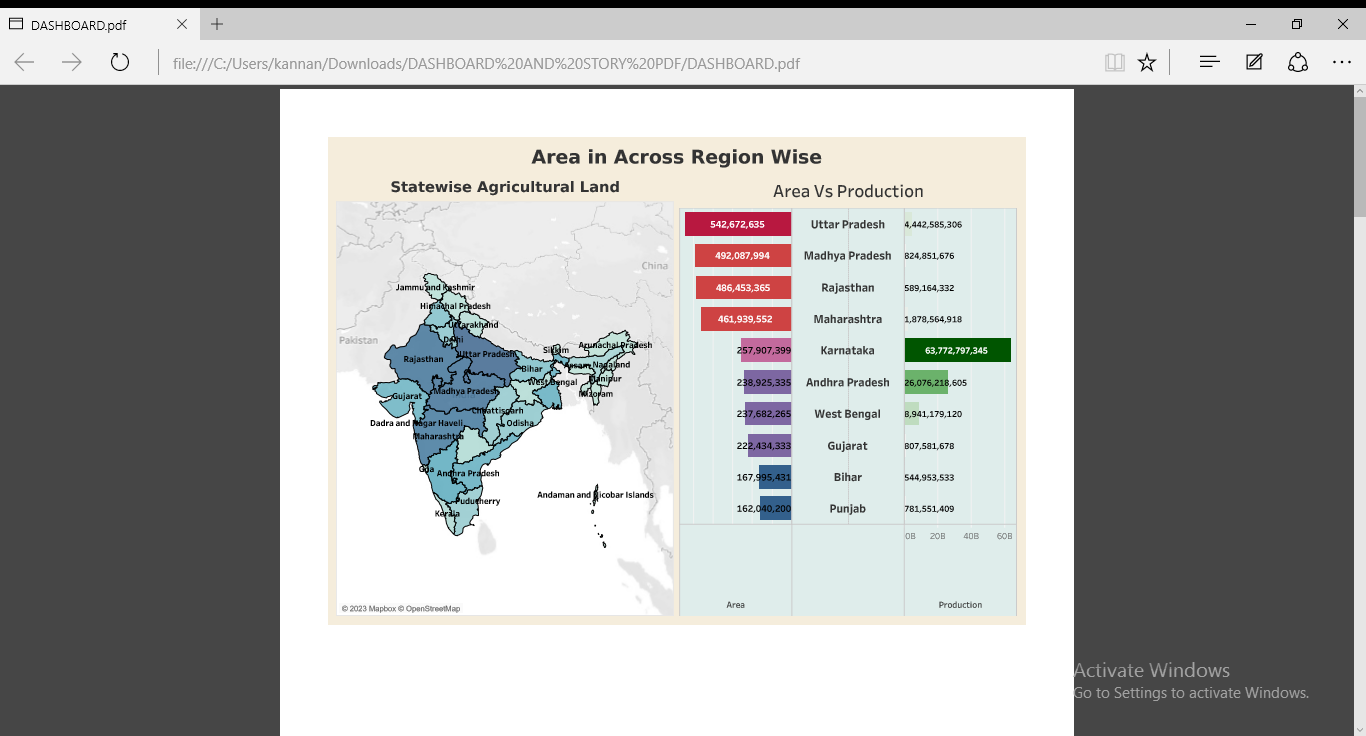 DASHBOARD.pdf
file:///C:/Users/kannan/Downloads/DASHBOARD%20AND%20STORY%20PDF/DASHBOARD.pdf
Area in Across Region Wise
Statewise Agricultural Land
China
Jammu and Kashmir
Himachal Pradesh
Uttarakhand
Pakistan
Delhi
Arunachal Pradesh
Sikkim
Uttar Pradesh
Rajasthan
Assam
Nagaland
Bihar
Manipur
West Bengal
Madhya Pradesh
Mizoram
Gujarat
Chhattisgarh
Dadra and Nagar Haveli
Odisha
Maharashtra
Goa
Andhra Pradesh
Andaman and Nicobar Islands
Puducherry
Kerala
© 2023 Mapbox © OpenStreetMap
Area Vs Production
542,672,635 Uttar Pradesh 4,442,585,306
492,087,994 Madhya Pradesh 824,851,676
486,453,365 Rajasthan 589,164,332
461,939,552 Maharashtra 1,878,564,918
257,907,399 Karnataka 63,772,797,345
238,925,335 Andhra Pradesh 26,076,218,605
237,682,265 West Bengal 8,941,179,120
222,434,333 Gujarat 807,581,678
167,995,431 Bihar 544,953,533
162,040,200 Punjab 781,551,409
0B 20B 40B 60B
Area Production
Activate Windows
Go to Settings to activate Windows.